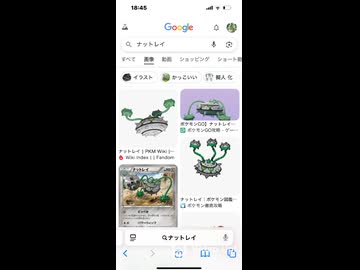 18:45
Google
ナットレイ
すべて 画像 動画 ショッピング ショート動
イラスト かっこいい 擬人 化
ナットレイ | PKM Wiki |…
Wiki Index | | Fandom
ポケモンGO】ナットレイ…
ポケモンGO攻略・ゲー…
ナットレイ
ナットレイ｜ポケモン図鑑…
ポケモン徹底攻略
ナットレイ